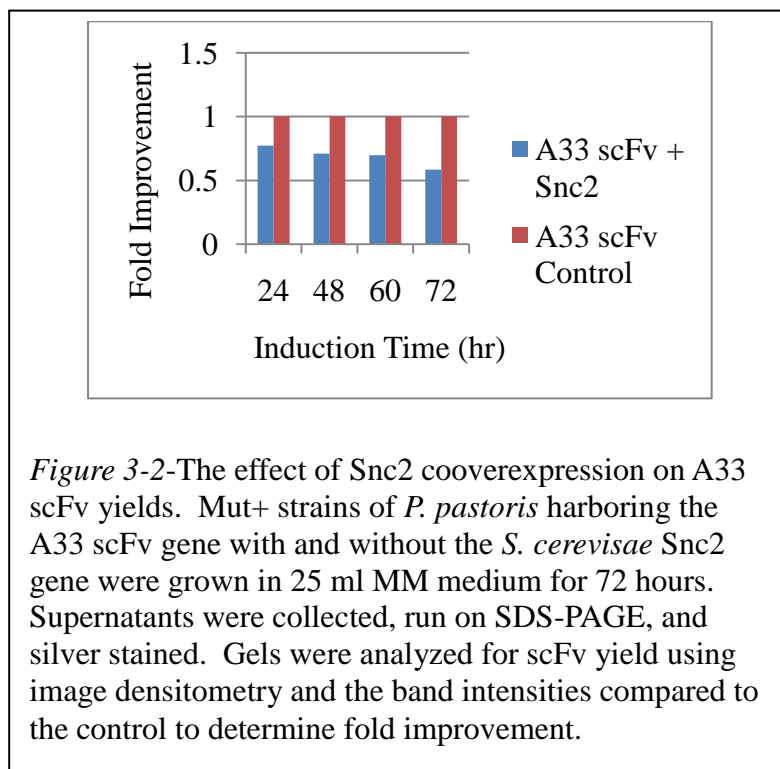 1.5
1
0.5
0
Fold Improvement
24 48 60 72
Induction Time (hr)
A33 scFv +
Snc2
A33 scFv
Control
Figure 3-2-The effect of Snc2 cooverexpression on A33
scFv yields. Mut+ strains of P. pastoris harboring the
A33 scFv gene with and without the S. cerevisae Snc2
gene were grown in 25 ml MM medium for 72 hours.
Supernatants were collected, run on SDS-PAGE, and
silver stained. Gels were analyzed for scFv yield using
image densitometry and the band intensities compared to
the control to determine fold improvement.